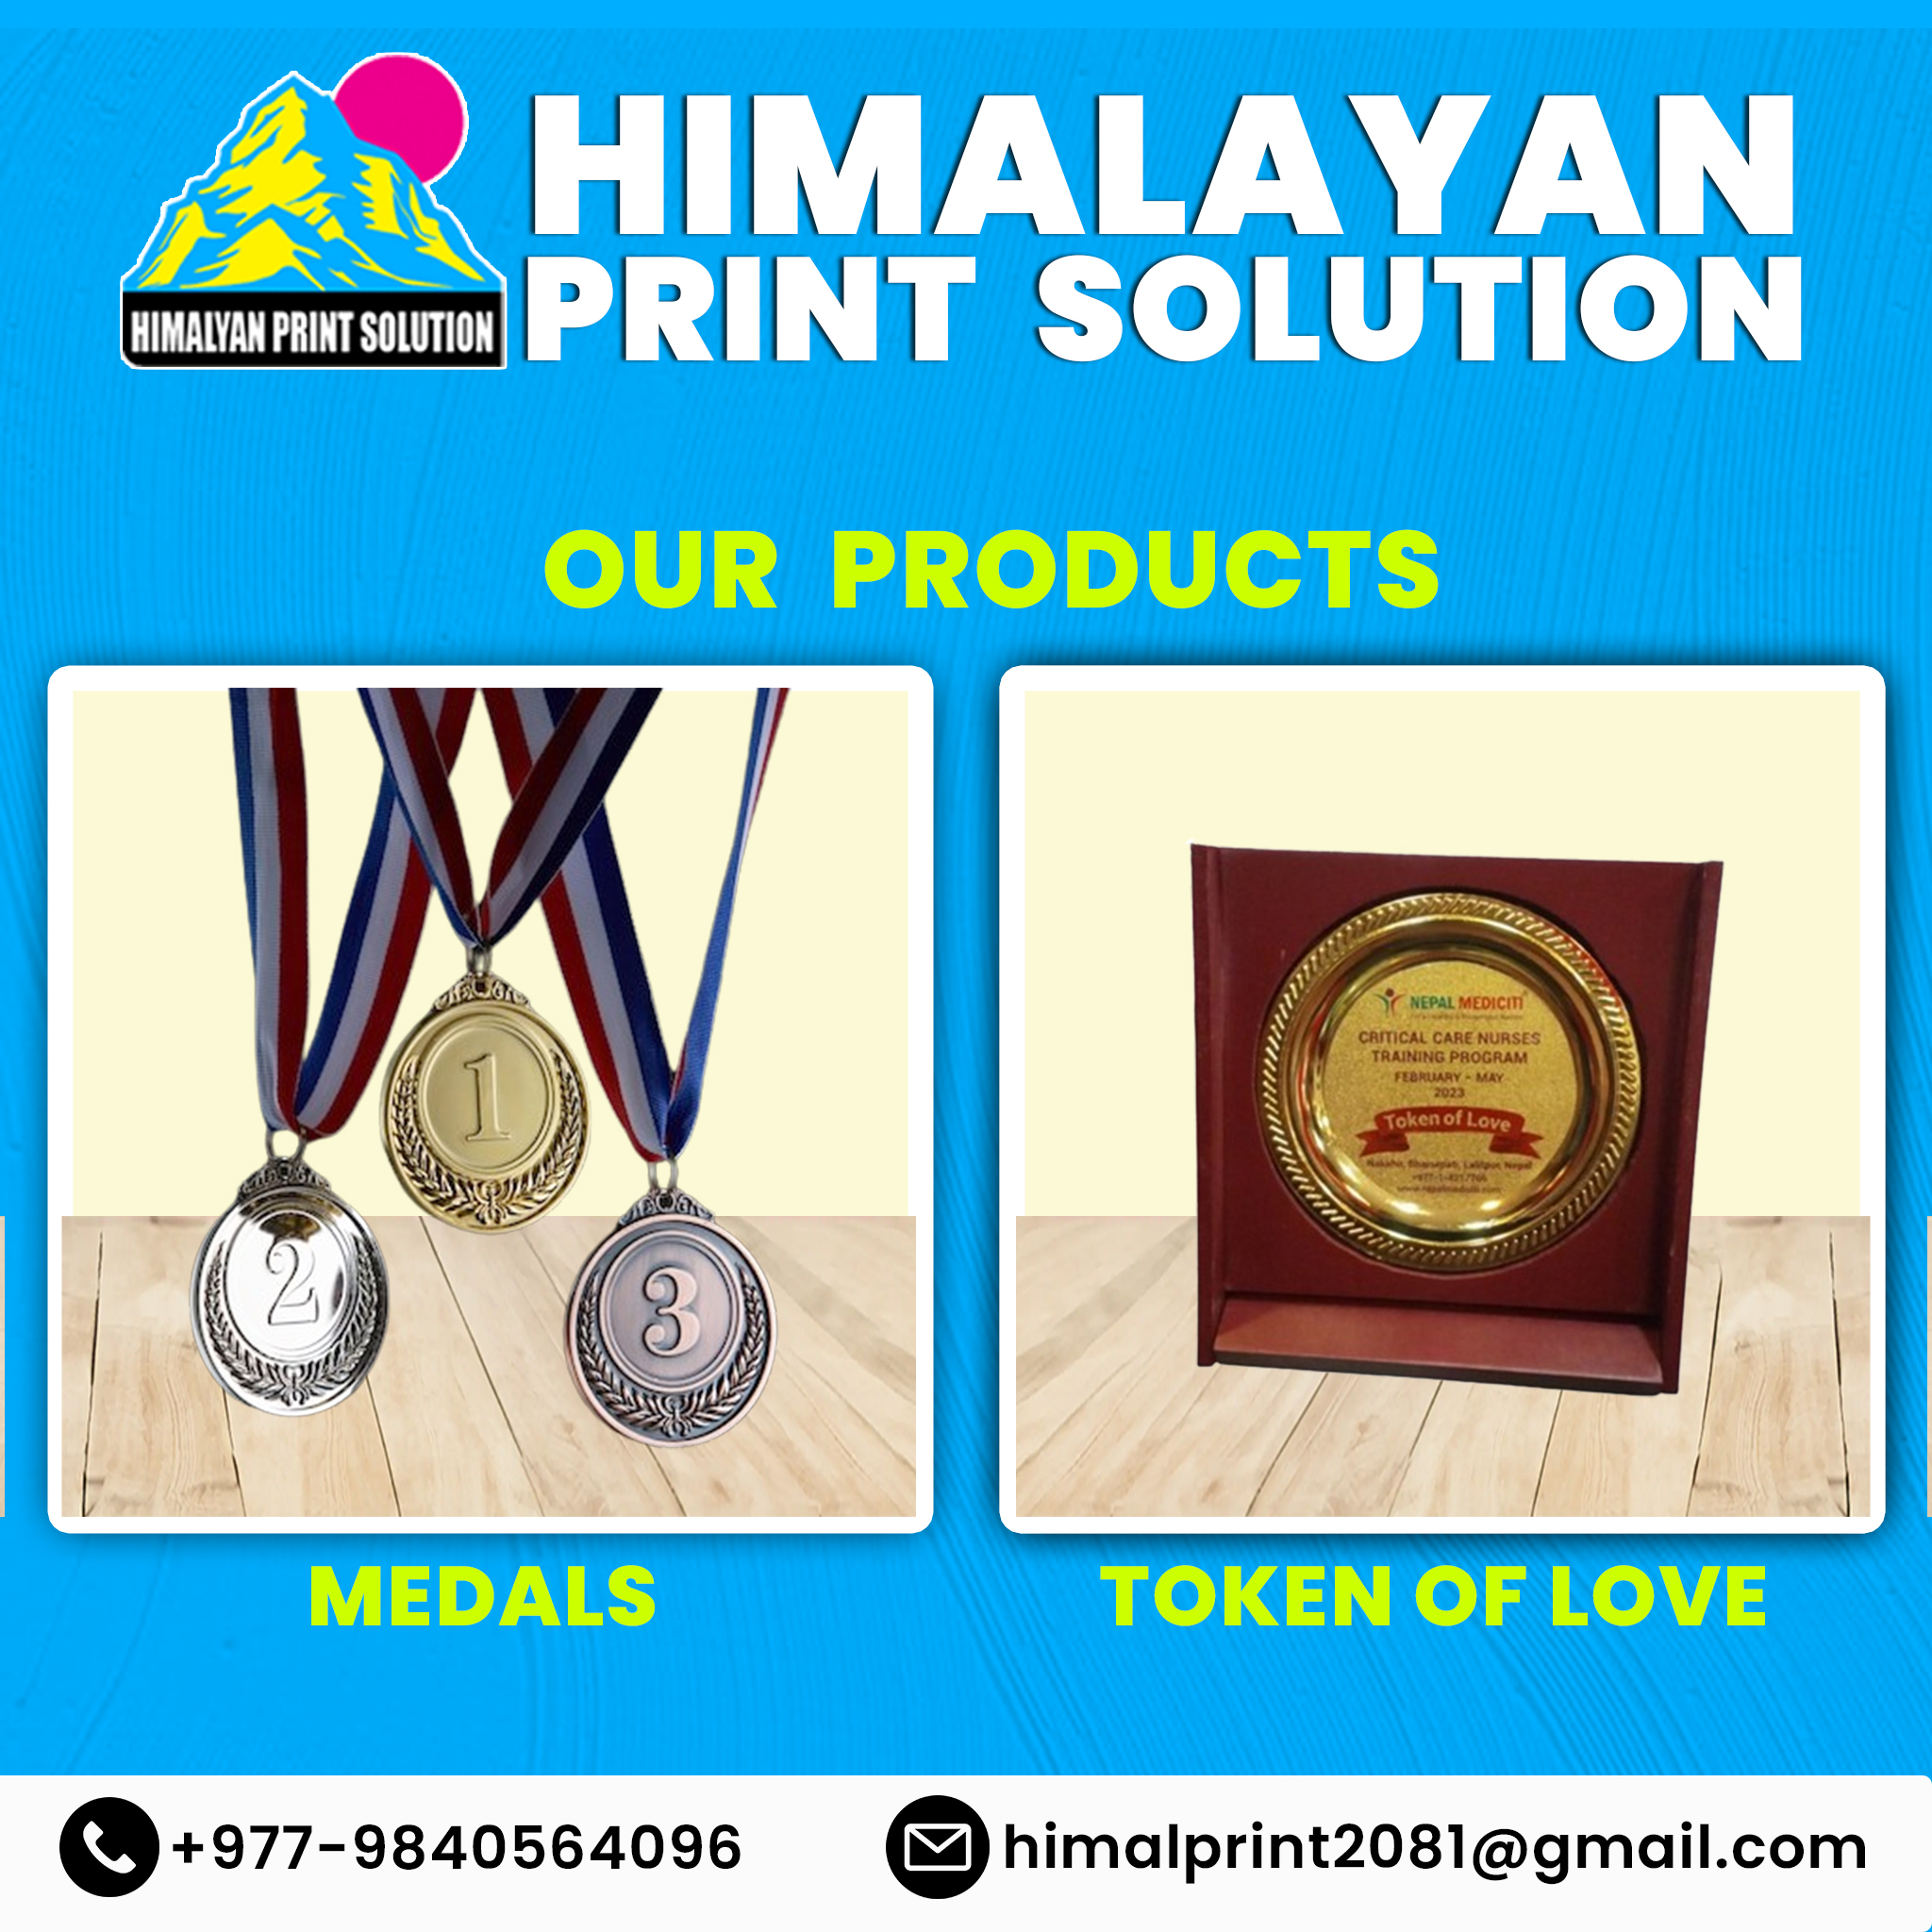 HIMALYAN PRINT SOLUTION
HIMALAYAN
PRINT SOLUTION
OUR PRODUCTS
2
1
3
NEPAL MEDICITI
CRITICAL CARE NURSES
TRAINING PROGRAM
FEBRUARY - MAY
2023
Token of Love
Nepal
MEDALS
TOKEN OF LOVE
+977-9840564096
himalprint2081@gmail.com